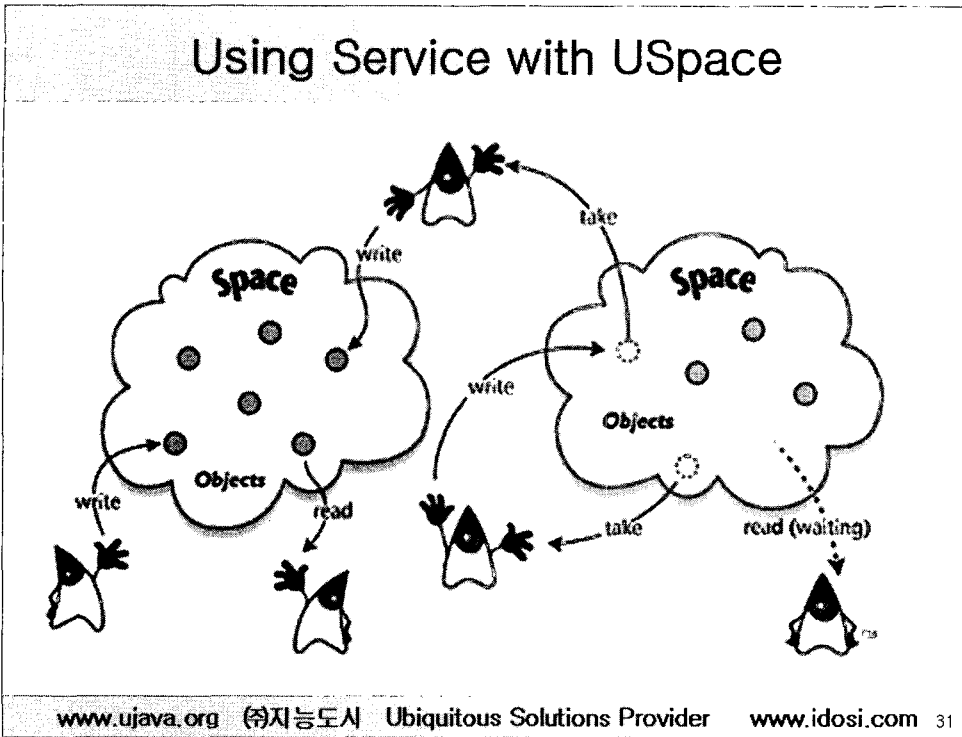 Using Service with USpace
take
write
Space
Space
write
Objects
Objects
write
read
take
read (waiting)
www.ujava.org ㈜지능도시 Ubiquitous Solutions Provider www.idosi.com 31